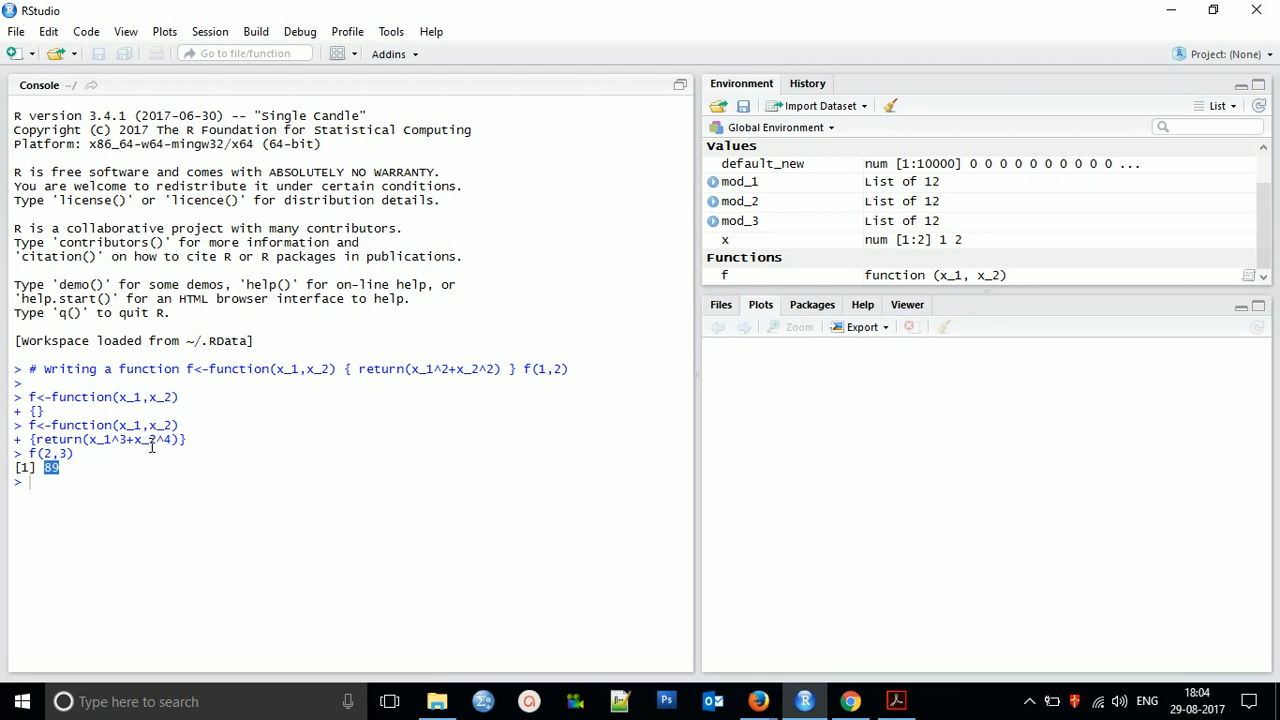 RStudio
File Edit Code View Plots Session Build Debug Profile Tools Help
Go to file/function Addins Project: (None)
Console ~/
R version 3.4.1 (2017-06-30) -- "Single Candle"
Copyright (C) 2017 The R Foundation for Statistical Computing
Platform: x86_64-w64-mingw32/x64 (64-bit)
R is free software and comes with ABSOLUTELY NO WARRANTY.
You are welcome to redistribute it under certain conditions.
Type 'license()' or 'licence()' for distribution details.
R is a collaborative project with many contributors.
Type 'contributors()' for more information and
'citation()' on how to cite R or R packages in publications.
Type 'demo()' for some demos, 'help()' for on-line help, or
'help.start()' for an HTML browser interface to help.
Type 'q()' to quit R.
[Workspace loaded from ~/.RData]
> # Writing a function f<-function(x_1,x_2) { return(x_1^2+x_2^2) } f(1,2)
>
> f<-function(x_1,x_2)
+ {}
> f<-function(x_1,x_2)
+ {return(x_1^3+x_2^4)}
> f(2,3)
[1] 89
>
Environment History
Import Dataset List
Global Environment
Values
default_new num [1:10000] 0 0 0 0 0 0 0 0 0 0 ...
mod_1 List of 12
mod_2 List of 12
mod_3 List of 12
x num [1:2] 1 2
Functions
f function (x_1, x_2)
Files Plots Packages Help Viewer
Zoom Export
Type here to search
Ps
ENG
18:04
29-08-2017